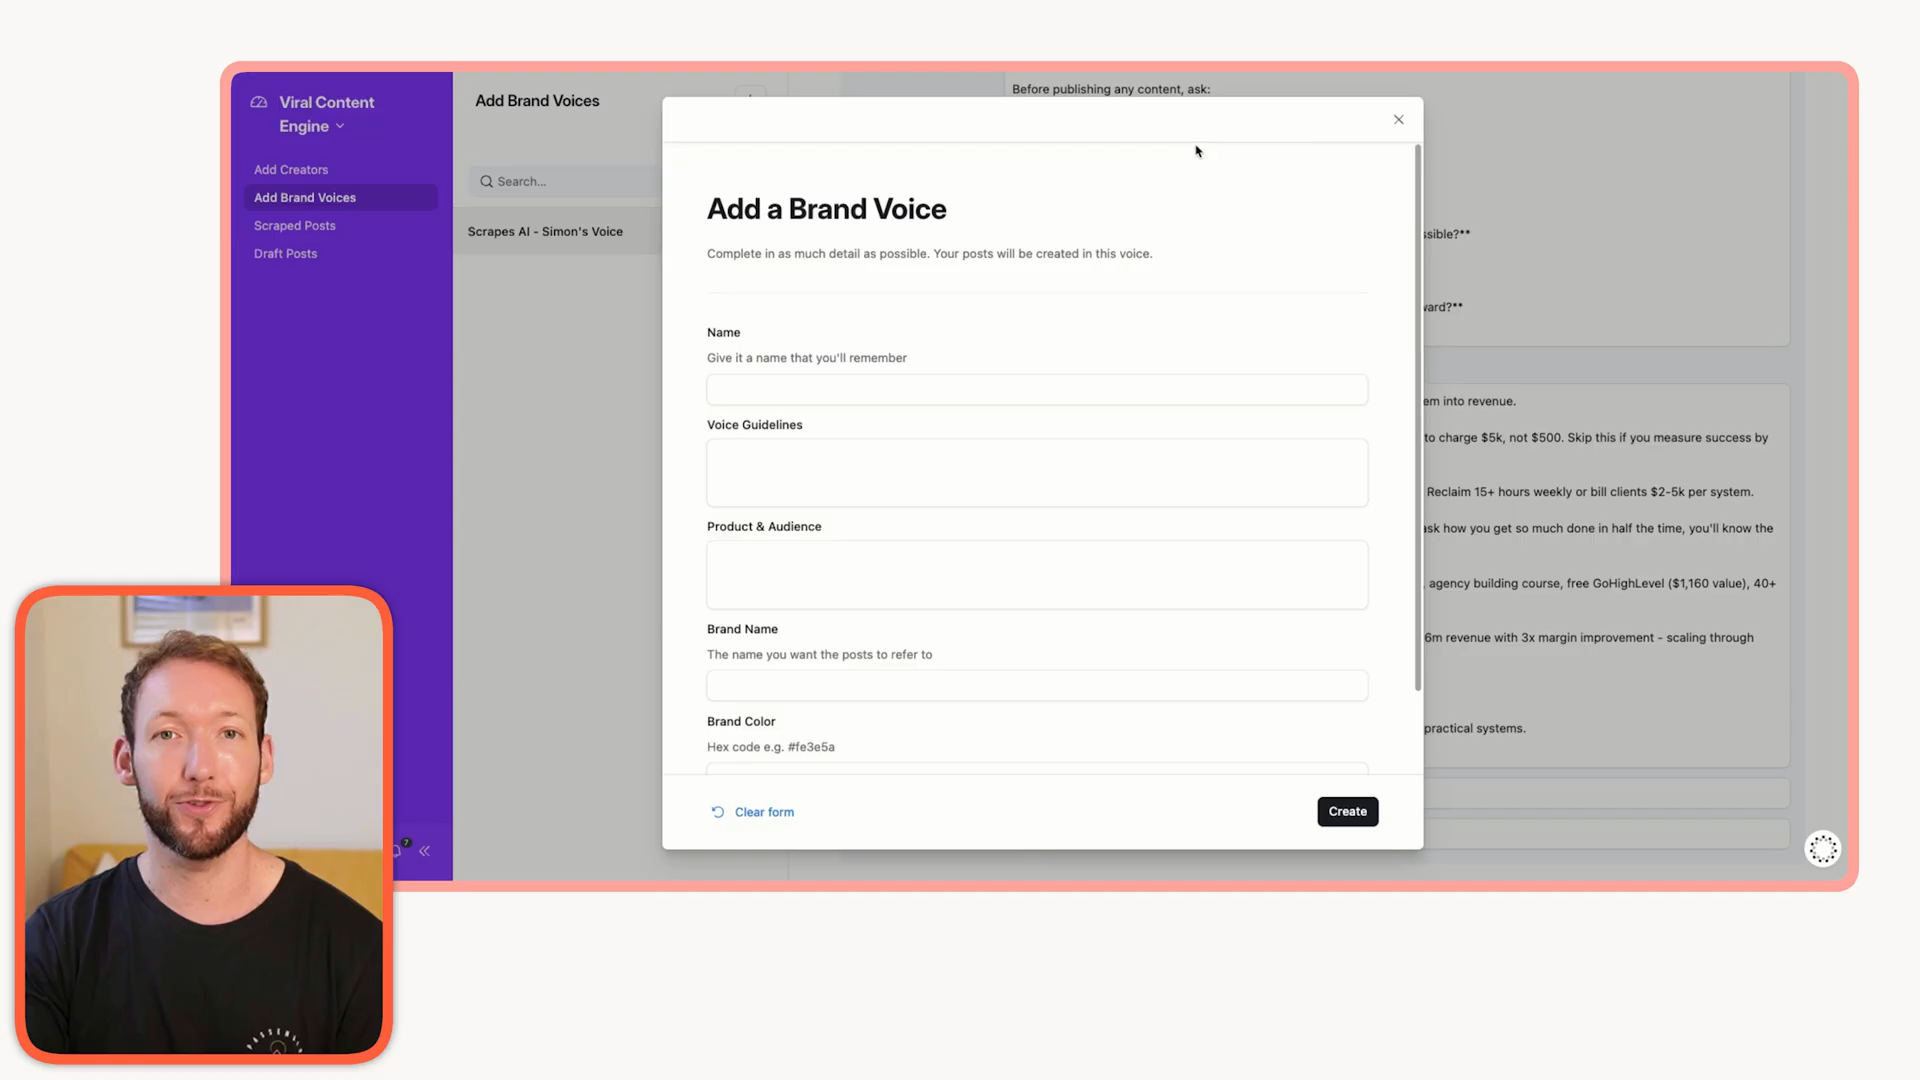 Viral Content
Engine
Add Creators
Add Brand Voices
Scraped Posts
Draft Posts
7
Add Brand Voices
Search...
Scrapes AI - Simon's Voice
Before publishing any content, ask:
Add a Brand Voice
Complete in as much detail as possible. Your posts will be created in this voice.
Name
Give it a name that you'll remember
Voice Guidelines
Product & Audience
Brand Name
The name you want the posts to refer to
Brand Color
Hex code e.g. #fe3e5a
Clear form
Create
sible?**
ward?**
em into revenue.
to charge $5k, not $500. Skip this if you measure success by
Reclaim 15+ hours weekly or bill clients $2-5k per system.
ask how you get so much done in half the time, you'll know the
, agency building course, free GoHighLevel ($1,160 value), 40+
6m revenue with 3x margin improvement - scaling through
practical systems.